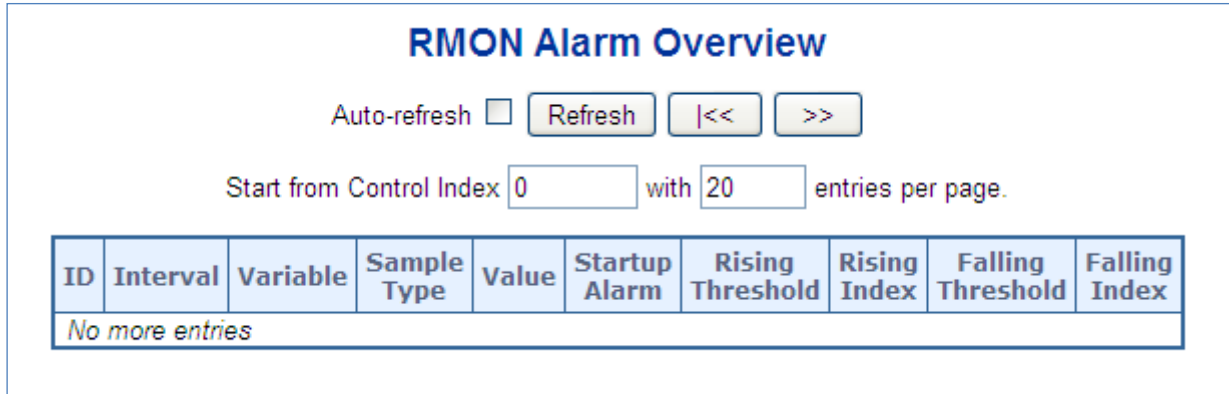 RMON Alarm Overview
Auto-refresh Refresh |<< >>
Start from Control Index 0 with 20 entries per page.
ID Interval Variable Sample Type Value Startup Alarm Rising Threshold Rising Index Falling Threshold Falling Index
No more entries